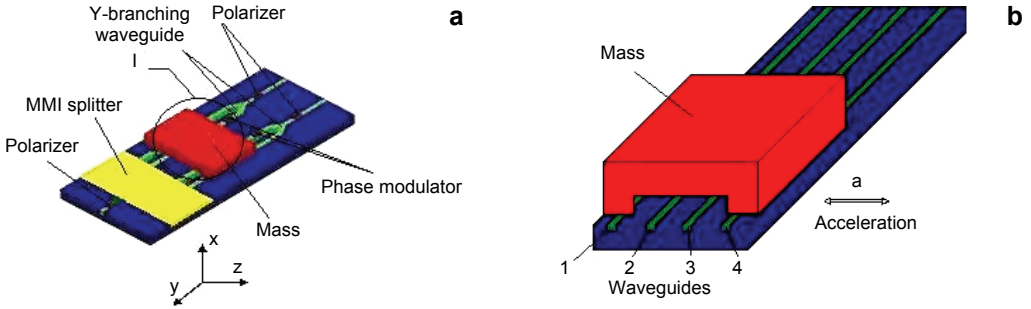 a
Y-branching
waveguide
Polarizer
I
MMI splitter
Polarizer
Phase modulator
Mass
x
z
y
b
Mass
a
Acceleration
1 2 3 4
Waveguides